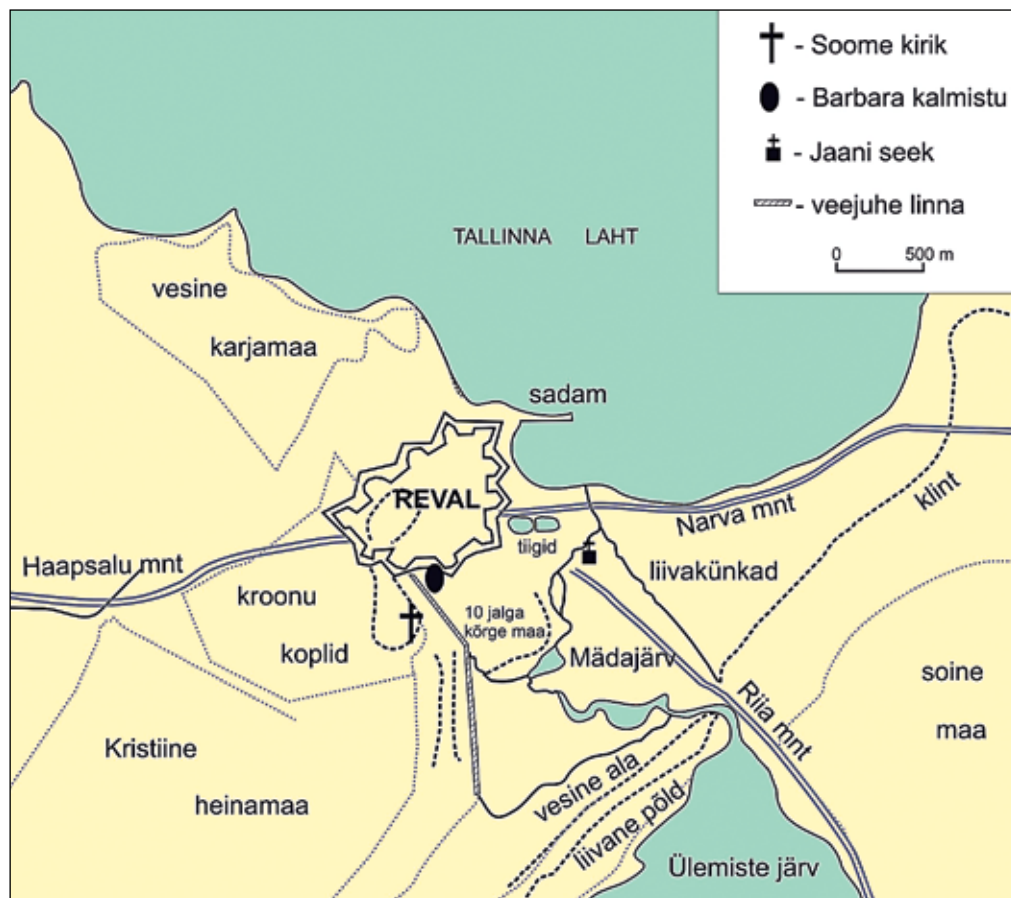 - Soome kirik
- Barbara kalmistu
- Jaani seek
- veejuhe linna
0 500 m
TALLINNA LAHT
vesine
karjamaa
sadam
REVAL
Narva mnt
klint
tiigid
Haapsalu mnt
liivakünkad
kroonu
koplid
10 jalga
kõrge maa
Mädajärv
soine
maa
Riia mnt
Kristiine
heinamaa
vesine ala
liivane põld
Ülemiste järv